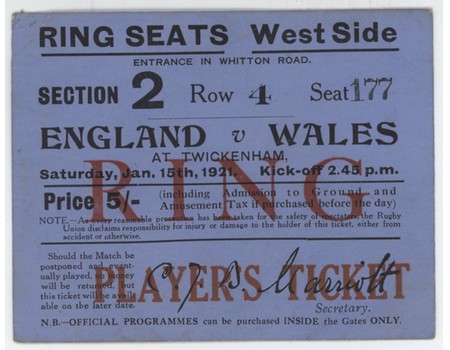 RING SEATS West Side
ENTRANCE IN WHITTON ROAD.
SECTION 2 Row 4 Seat 177
ENGLAND v WALES
AT TWICKENHAM,
Saturday, Jan. 15th, 1921. Kick-off 2.45 p.m.
RING
Price 5/- (including Admission to Ground and
Amusement Tax if purchased before the day)
NOTE.—As every reasonable precaution has been taken for the safety of spectators the Rugby
Union disclaims responsibility for injury or damage to the holder of this ticket, either from
accident or otherwise.
Should the Match be
postponed and event-
ually played, no money
will be returned, but
this ticket will be avail-
able on the later date.
PLAYER'S TICKET
C. J. B. Marriott
Secretary.
N.B.—OFFICIAL PROGRAMMES can be purchased INSIDE the Gates ONLY.